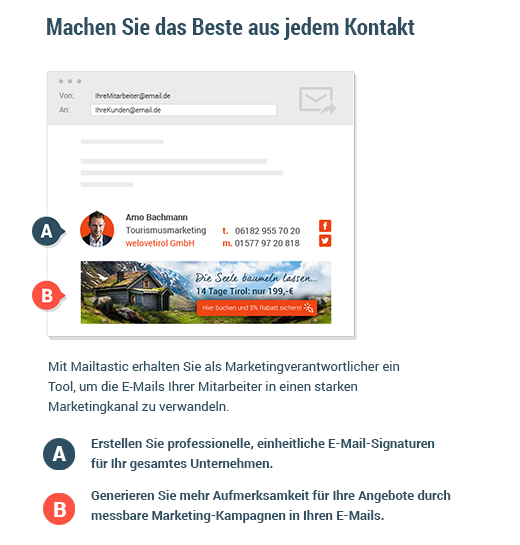 Machen Sie das Beste aus jedem Kontakt
Von: IhreMitarbeiter@email.de
An: IhreKunden@email.de
A
Arno Bachmann
Tourismusmarketing
welovetirol GmbH
t. 06182 955 70 20
m. 01577 97 20 818
B
Die Seele baumeln lassen...
14 Tage Tirol: nur 199,-€
Hier buchen und 5% Rabatt sichern!
Mit Mailtastic erhalten Sie als Marketingverantwortlicher ein
Tool, um die E-Mails Ihrer Mitarbeiter in einen starken
Marketingkanal zu verwandeln.
A
Erstellen Sie professionelle, einheitliche E-Mail-Signaturen
für Ihr gesamtes Unternehmen.
B
Generieren Sie mehr Aufmerksamkeit für Ihre Angebote durch
messbare Marketing-Kampagnen in Ihren E-Mails.